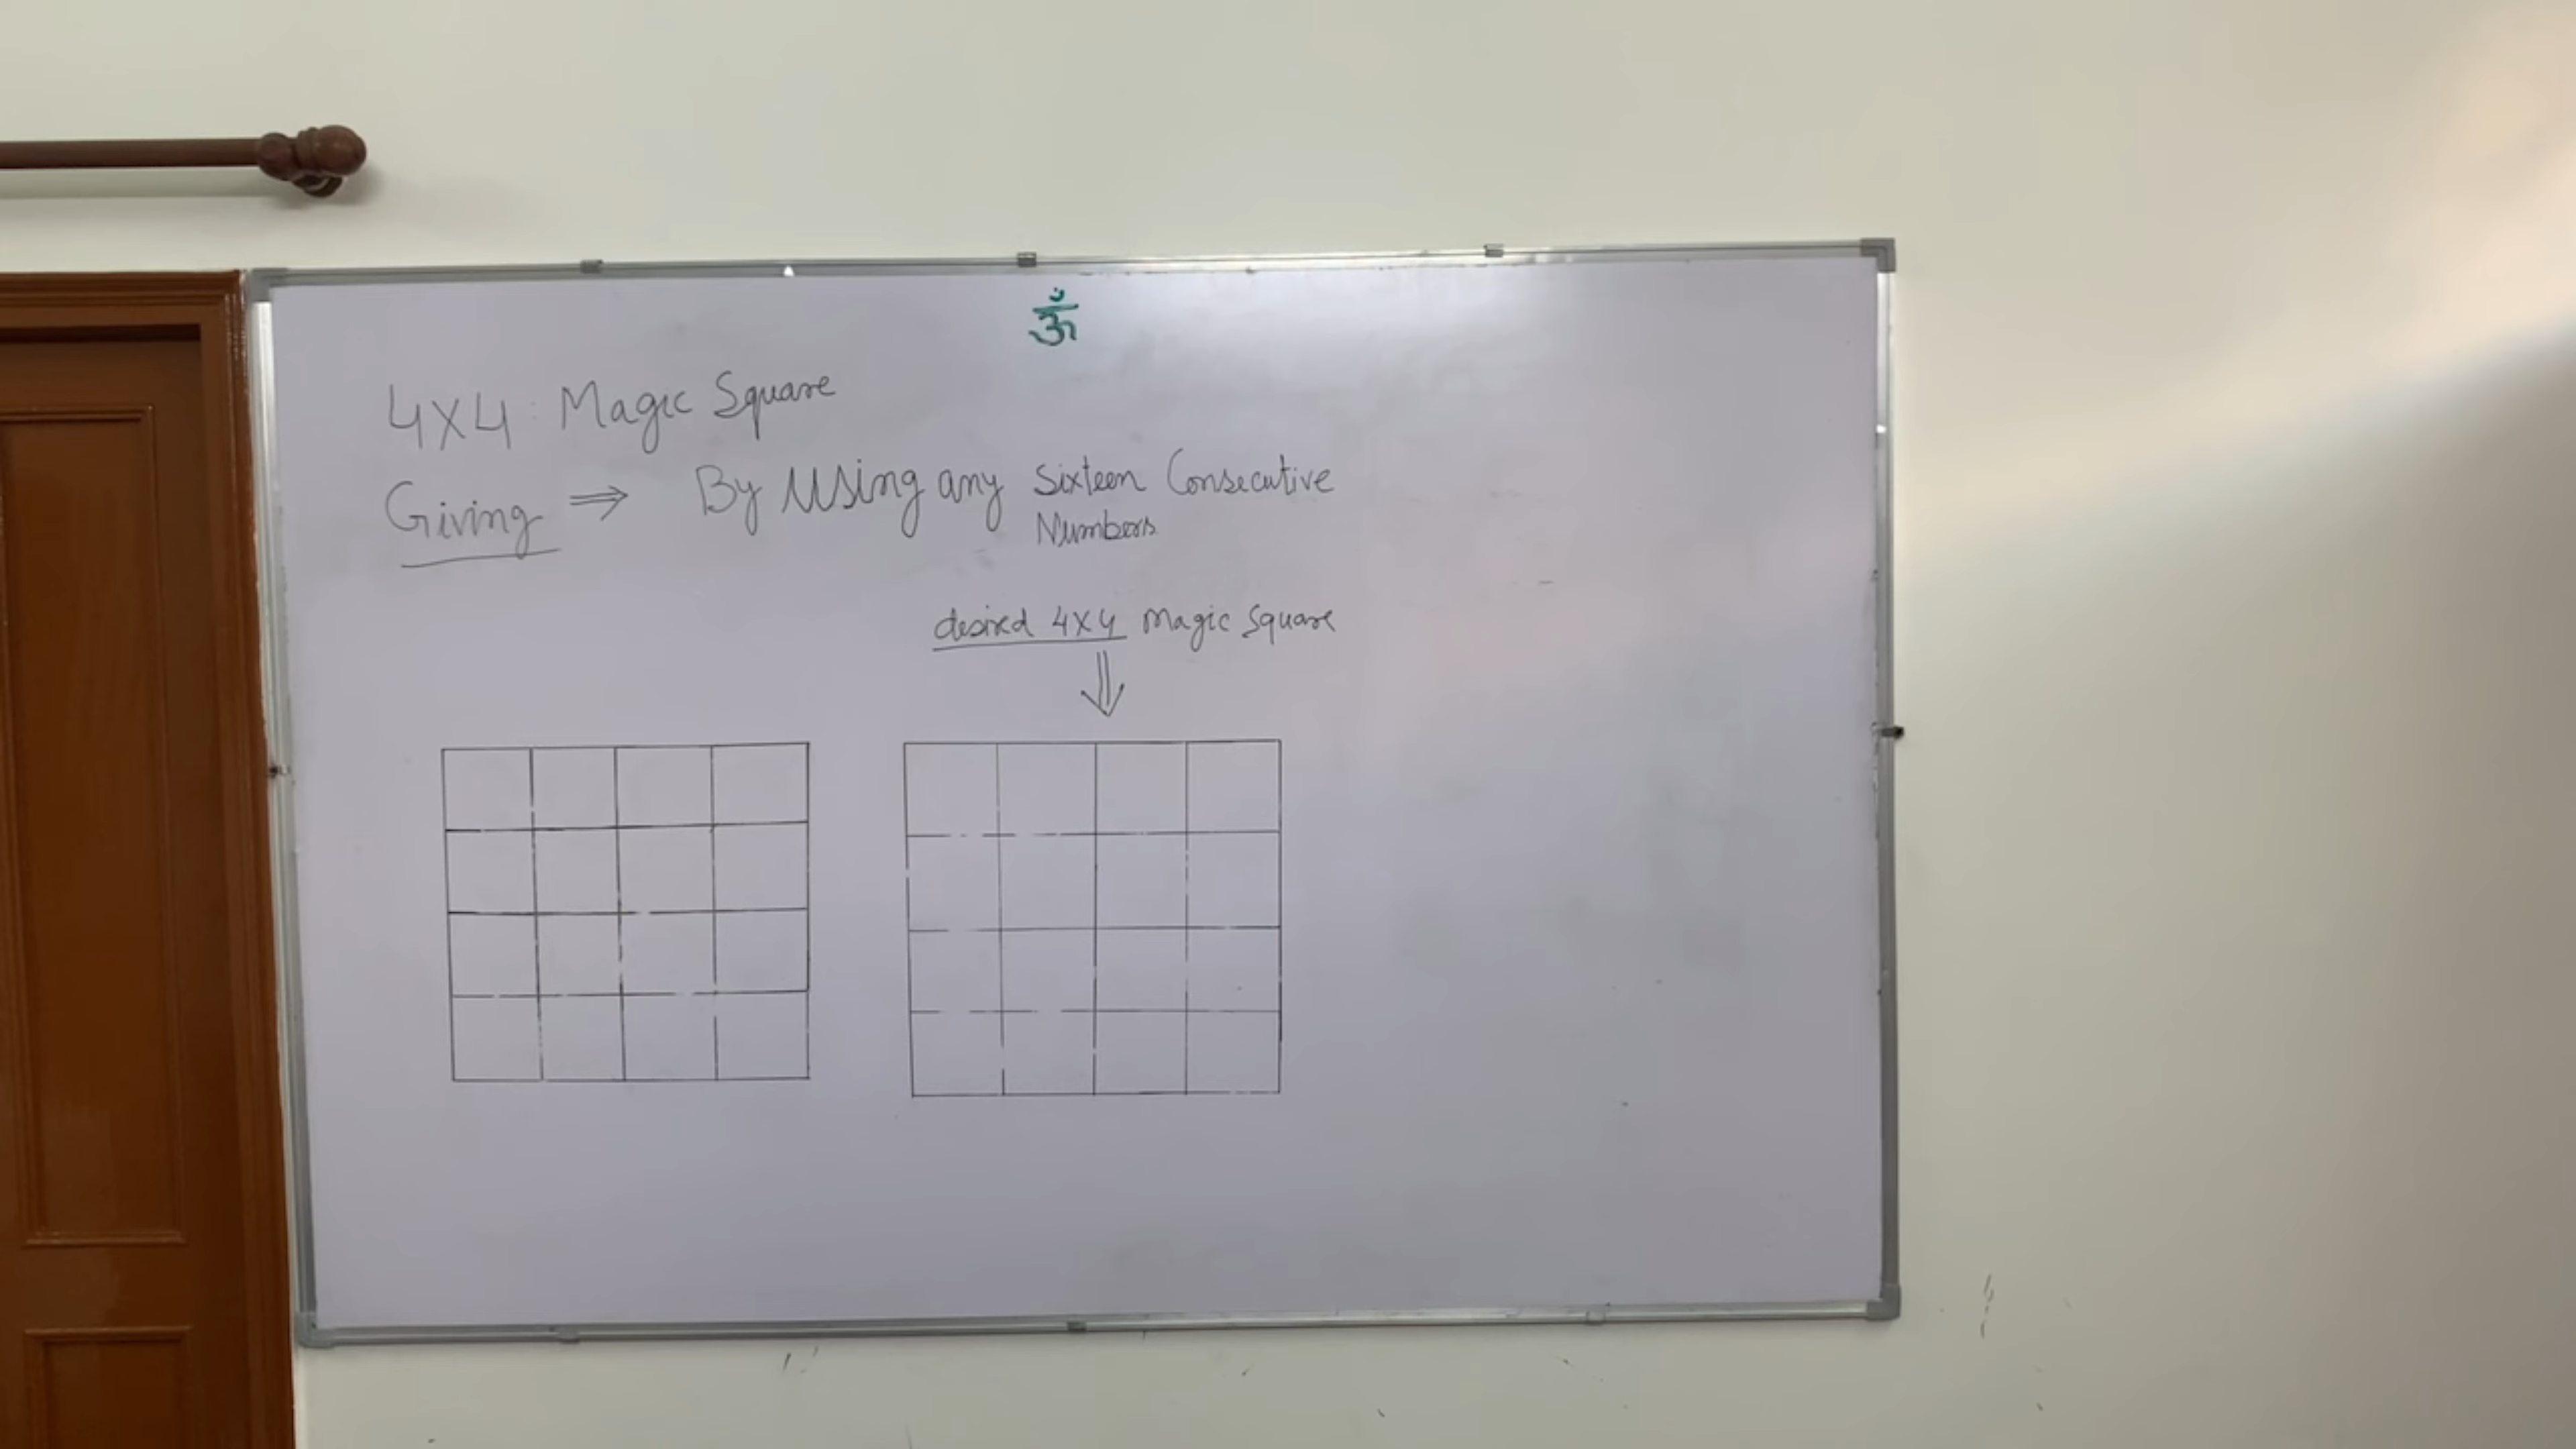 ॐ
4X4 Magic Square
Giving ⇒ By Using any Sixteen Consecutive
Numbers
desired 4X4 Magic Square
⇓